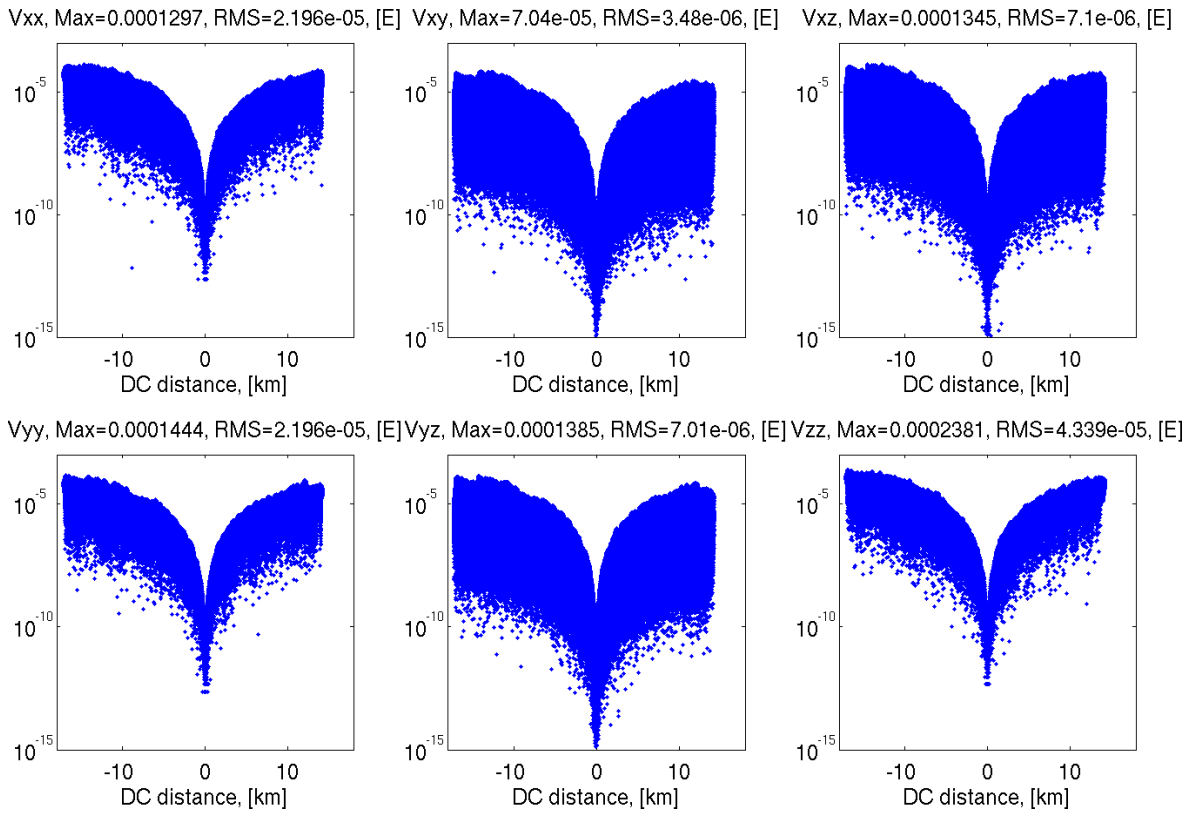 Vxx, Max=0.0001297, RMS=2.196e-05, [E]
Vxy, Max=7.04e-05, RMS=3.48e-06, [E]
Vxz, Max=0.0001345, RMS=7.1e-06, [E]
10^-5
10^-10
10^-15
-10 0 10
DC distance, [km]
10^-5
10^-10
10^-15
-10 0 10
DC distance, [km]
10^-5
10^-10
10^-15
-10 0 10
DC distance, [km]
Vyy, Max=0.0001444, RMS=2.196e-05, [E]
Vyz, Max=0.0001385, RMS=7.01e-06, [E]
Vzz, Max=0.0002381, RMS=4.339e-05, [E]
10^-5
10^-10
10^-15
-10 0 10
DC distance, [km]
10^-5
10^-10
10^-15
-10 0 10
DC distance, [km]
10^-5
10^-10
10^-15
-10 0 10
DC distance, [km]